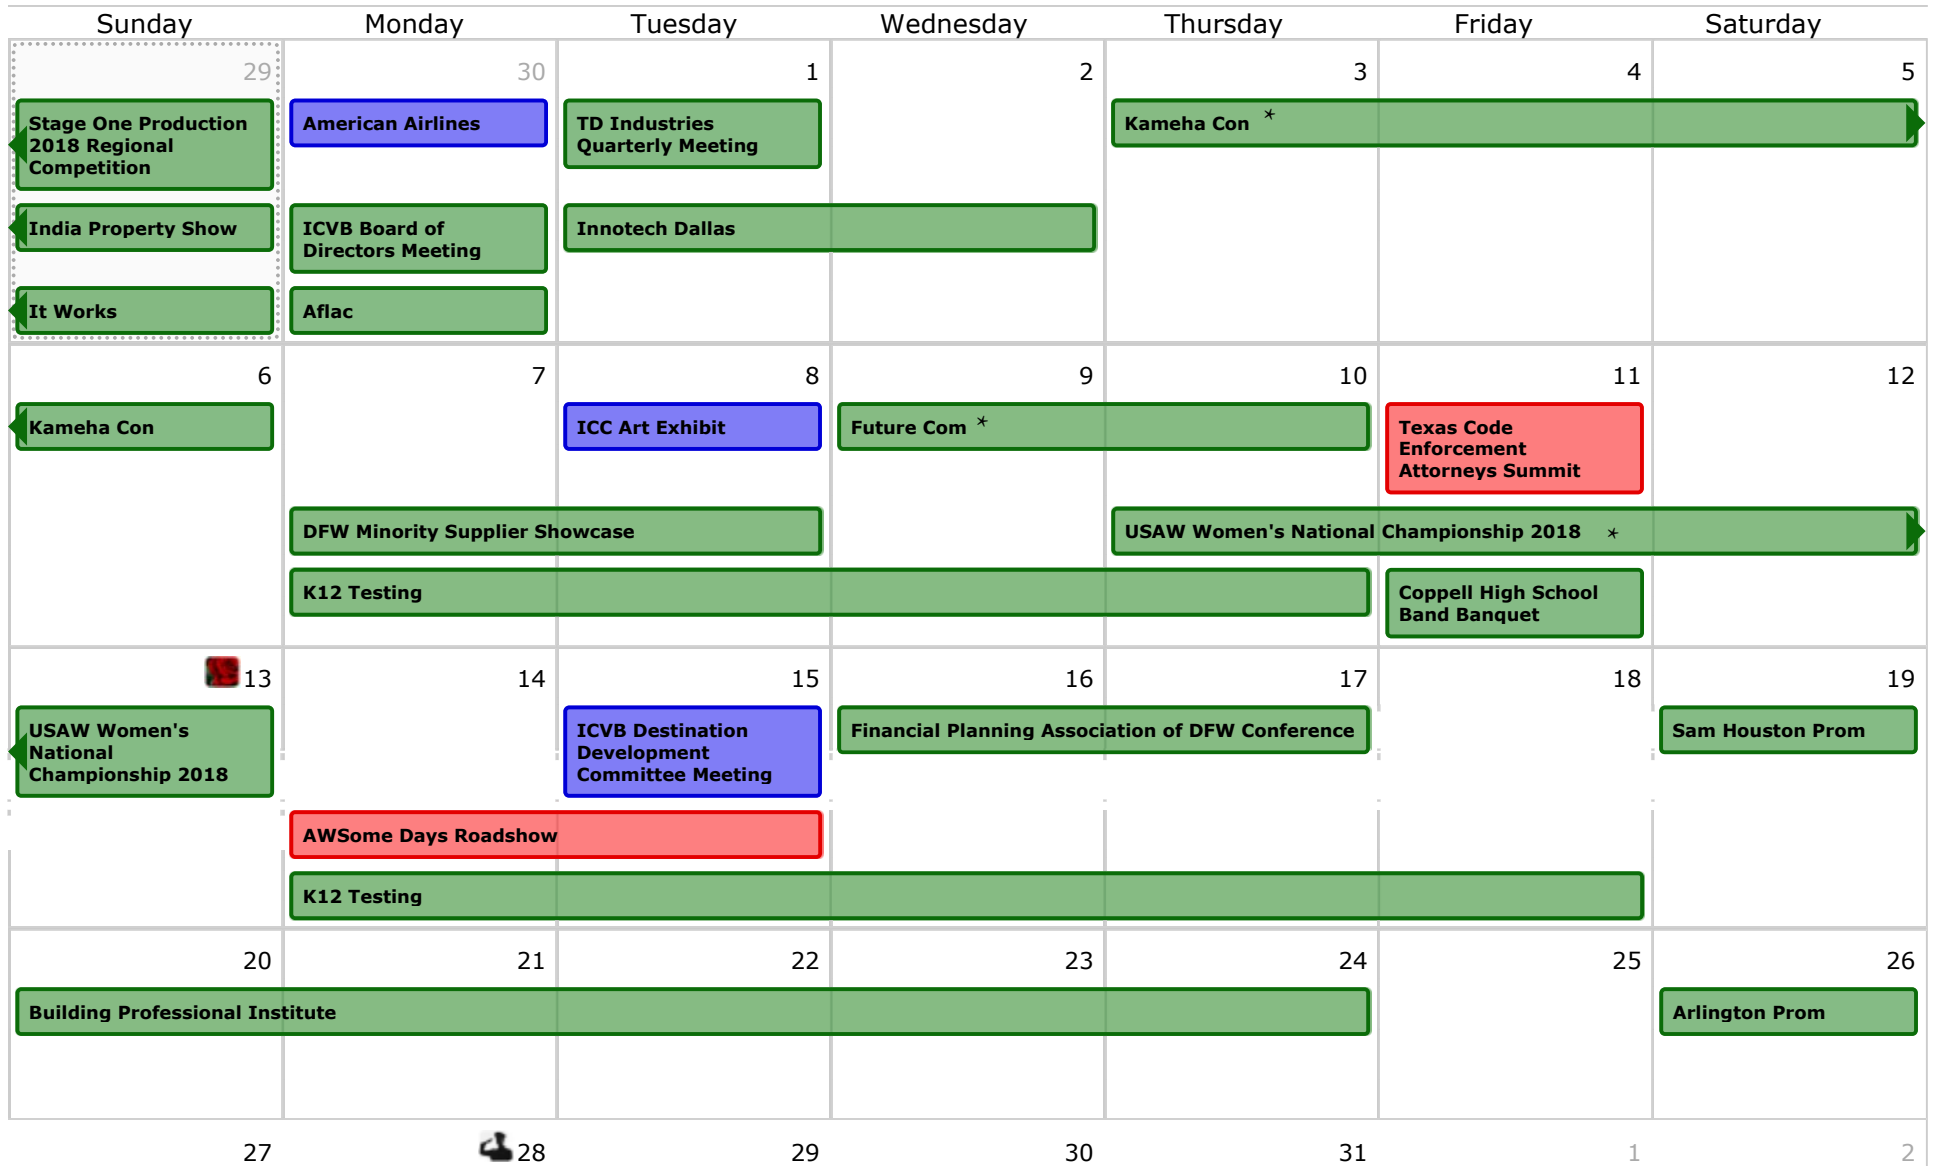 Sunday Monday Tuesday Wednesday Thursday Friday Saturday
29 30 1 2 3 4 5
Stage One Production
2018 Regional
Competition
American Airlines
TD Industries
Quarterly Meeting
Kameha Con *
India Property Show
ICVB Board of
Directors Meeting
Innotech Dallas
It Works
Aflac
6 7 8 9 10 11 12
Kameha Con
ICC Art Exhibit
Future Com *
Texas Code
Enforcement
Attorneys Summit
DFW Minority Supplier Showcase
USAW Women's National Championship 2018 *
K12 Testing
Coppell High School
Band Banquet
13 14 15 16 17 18 19
USAW Women's
National
Championship 2018
ICVB Destination
Development
Committee Meeting
Financial Planning Association of DFW Conference
Sam Houston Prom
AWSome Days Roadshow
K12 Testing
20 21 22 23 24 25 26
Building Professional Institute
Arlington Prom
27 28 29 30 31 1 2